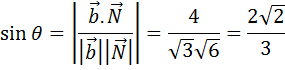 sin θ = | b⃗ . N⃗ / |b⃗||N⃗| | = 4 / √3√6 = 2√2 / 3